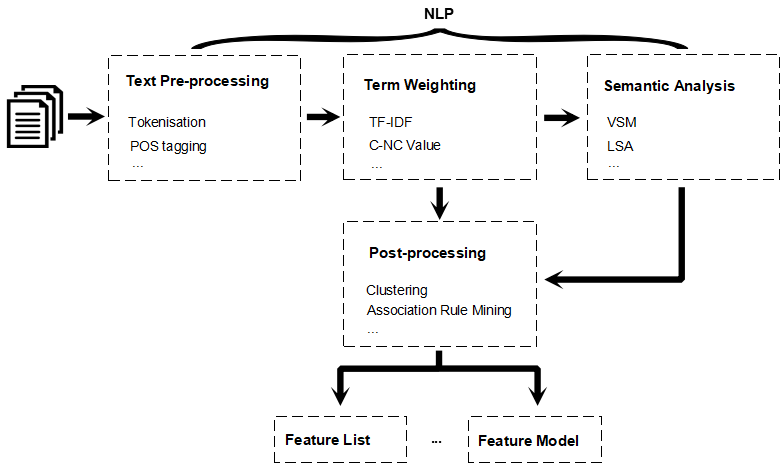 NLP
Text Pre-processing
Tokenisation
POS tagging
...
Term Weighting
TF-IDF
C-NC Value
...
Semantic Analysis
VSM
LSA
...
Post-processing
Clustering
Association Rule Mining
...
Feature List
...
Feature Model